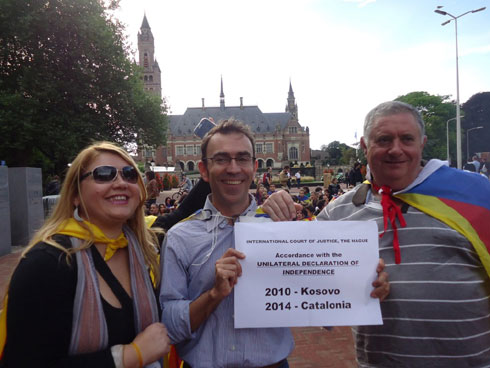 INTERNATIONAL COURT OF JUSTICE, THE HAGUE
Accordance with the
UNILATERAL DECLARATION OF
INDEPENDENCE
2010 - Kosovo
2014 - Catalonia